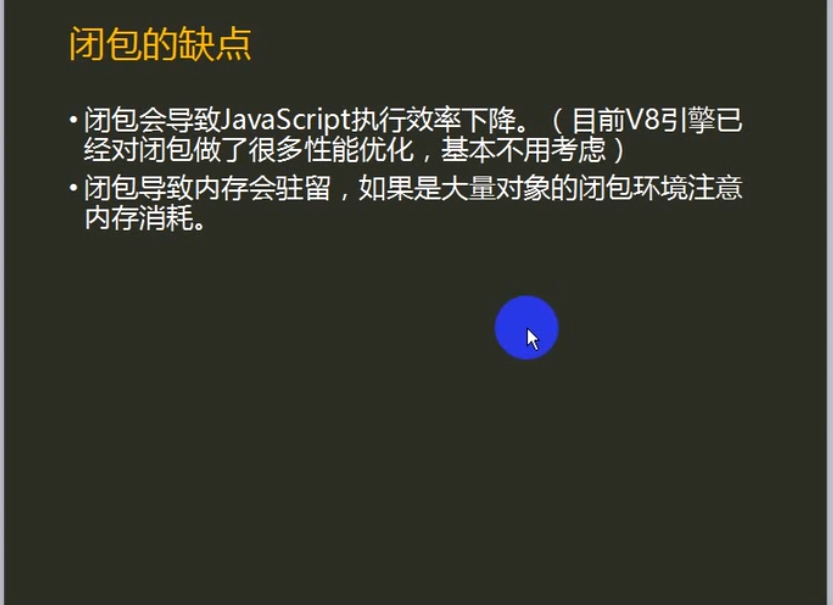 闭包的缺点
• 闭包会导致JavaScript执行效率下降。（目前V8引擎已
经对闭包做了很多性能优化，基本不用考虑）
• 闭包导致内存会驻留，如果是大量对象的闭包环境注意
内存消耗。